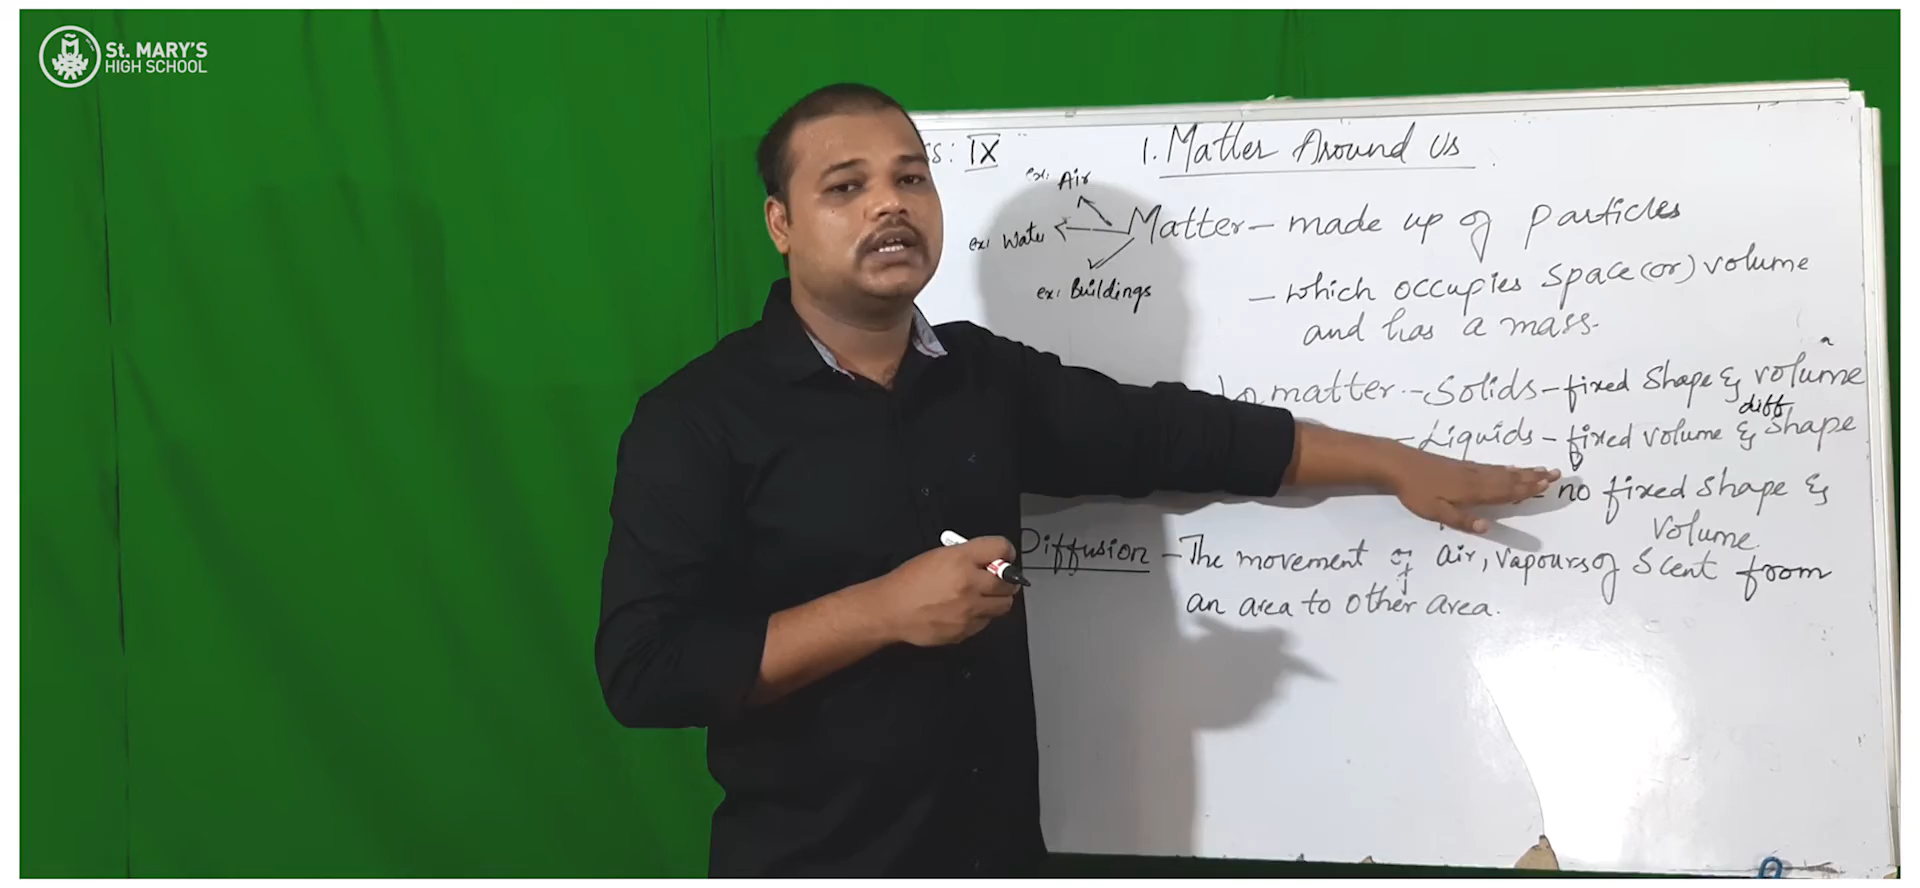 St. MARY'S
HIGH SCHOOL
ss: IX
1. Matter Around Us
ex: Air
ex: Water
ex: Buildings
Matter - made up of particles
- which occupies space (or) volume
and has a mass.
matter - Solids - fixed shape & volume
diff
- Liquids - fixed volume & shape
- no fixed shape &
volume
Diffusion - The movement of air, vapours of scent from
an area to other area.